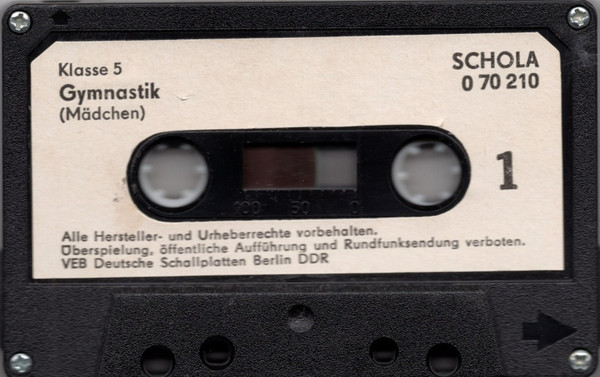 Klasse 5
Gymnastik
(Mädchen)
SCHOLA
0 70 210
1
100 50 0
Alle Hersteller- und Urheberrechte vorbehalten.
Überspielung, öffentliche Aufführung und Rundfunksendung verboten.
VEB Deutsche Schallplatten Berlin DDR